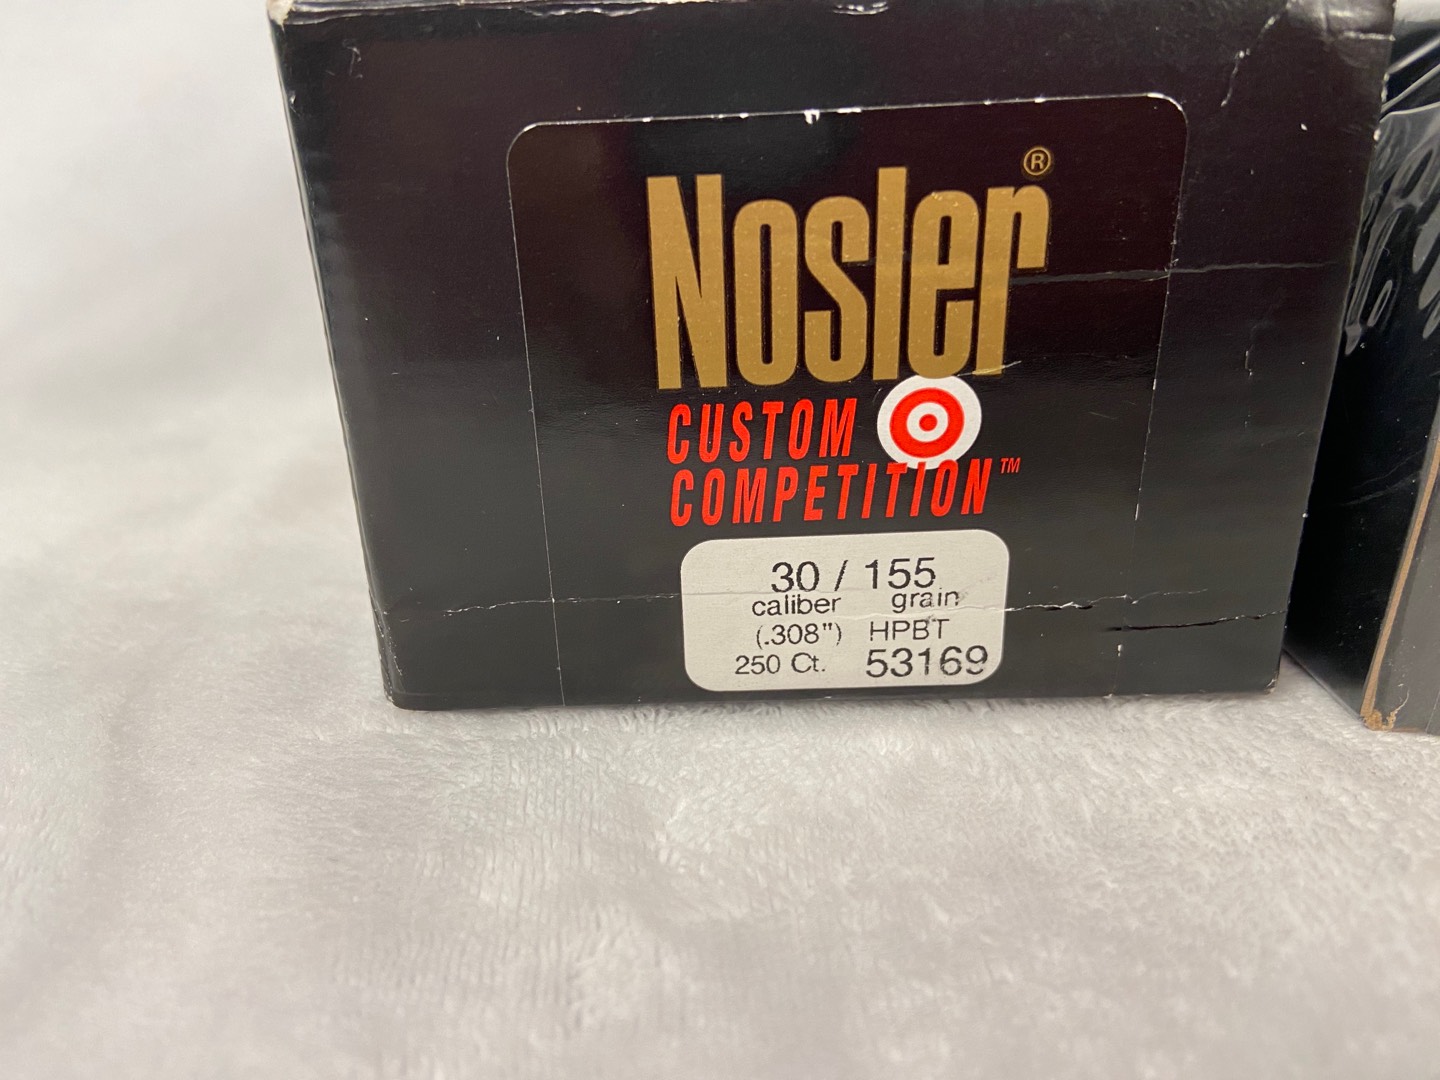 Nosler®
CUSTOM
COMPETITION™
30 / 155
caliber grain
(.308") HPBT
250 Ct. 53169